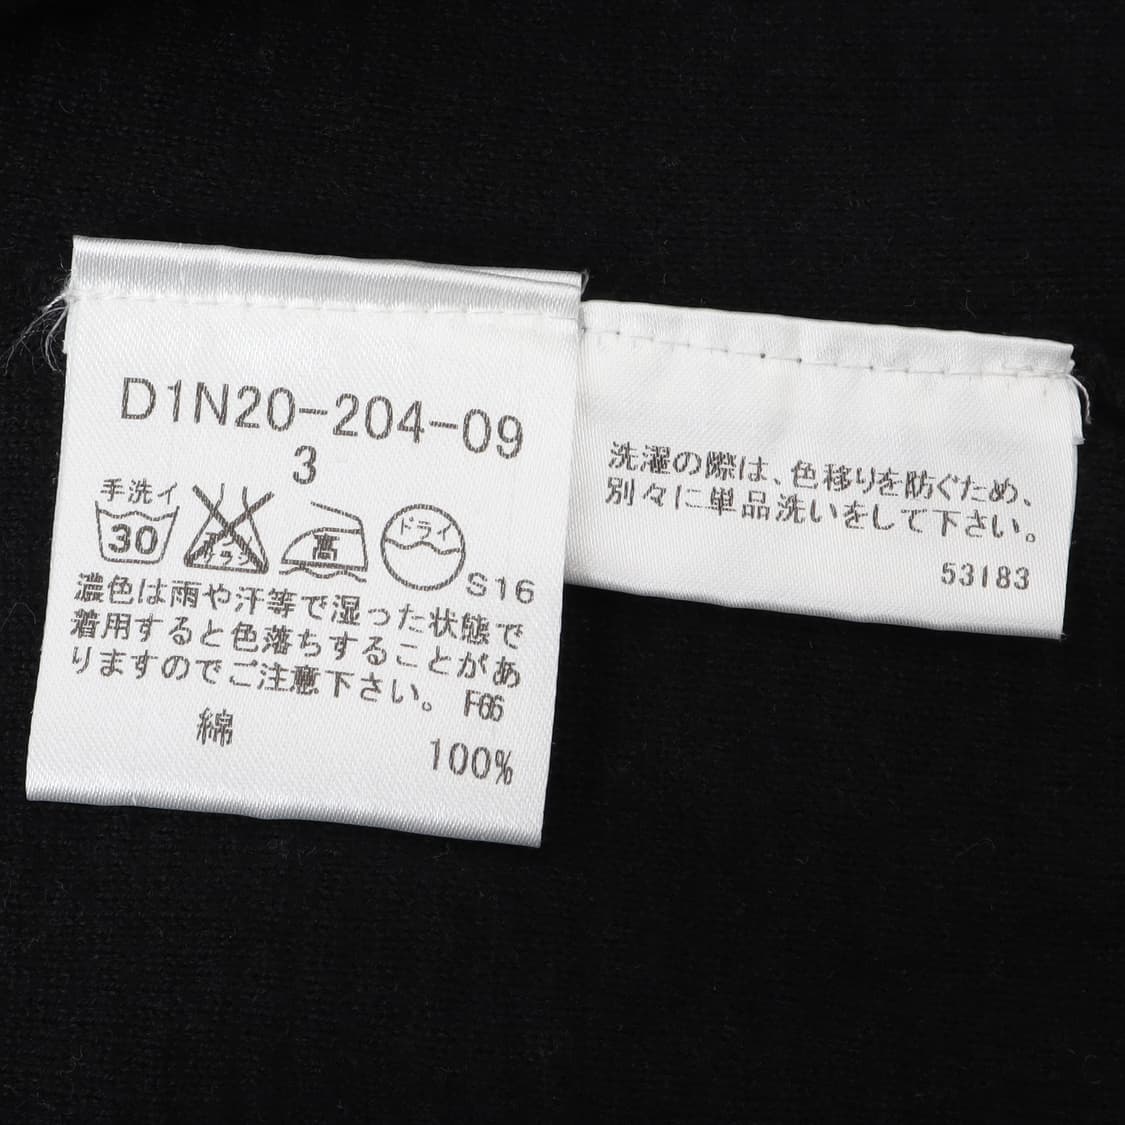 D1N20-204-09
3
手洗イ
30
高
ドライ
S16
濃色は雨や汗等で湿った状態で
着用すると色落ちすることがあ
りますのでご注意下さい。 F66
綿
100%
洗濯の際は、色移りを防ぐため、
別々に単品洗いをして下さい。
53183